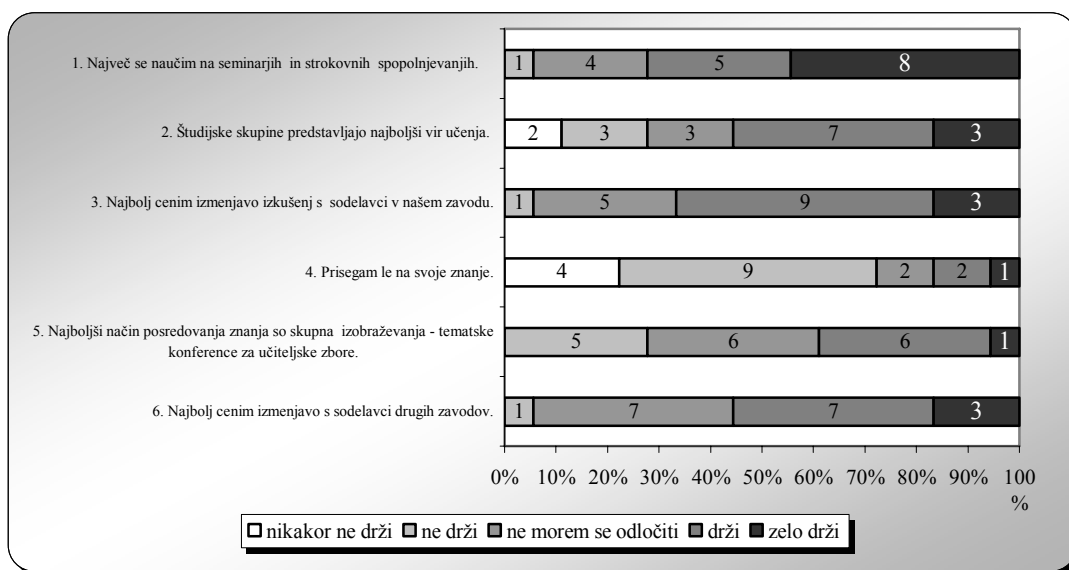 1. Največ se naučim na seminarjih in strokovnih spopolnjevanjih.
1 4 5 8
2. Študijske skupine predstavljajo najboljši vir učenja.
2 3 3 7 3
3. Najbolj cenim izmenjavo izkušenj s sodelavci v našem zavodu.
1 5 9 3
4. Prisegam le na svoje znanje.
4 9 2 2 1
5. Najboljši način posredovanja znanja so skupna izobraževanja - tematske
konference za učiteljske zbore.
5 6 6 1
6. Najbolj cenim izmenjavo s sodelavci drugih zavodov.
1 7 7 3
0% 10% 20% 30% 40% 50% 60% 70% 80% 90% 100
%
nikakor ne drži ne drži ne morem se odločiti drži zelo drži